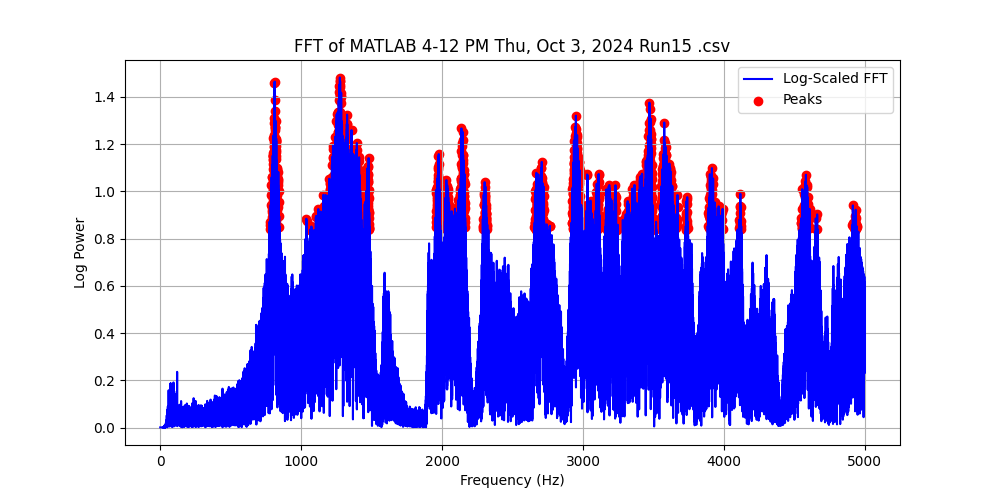 FFT of MATLAB 4-12 PM Thu, Oct 3, 2024 Run15 .csv
Log-Scaled FFT
Peaks
Log Power
1.4
1.2
1.0
0.8
0.6
0.4
0.2
0.0
0 1000 2000 3000 4000 5000
Frequency (Hz)